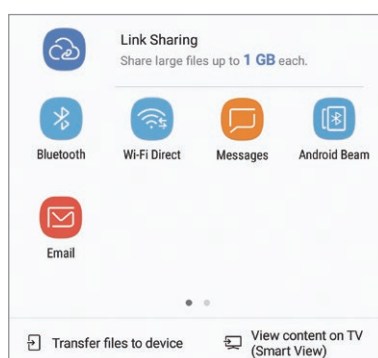 Link Sharing
Share large files up to 1 GB each.
Bluetooth
Wi-Fi Direct
Messages
Android Beam
Email
Transfer files to device
View content on TV
(Smart View)